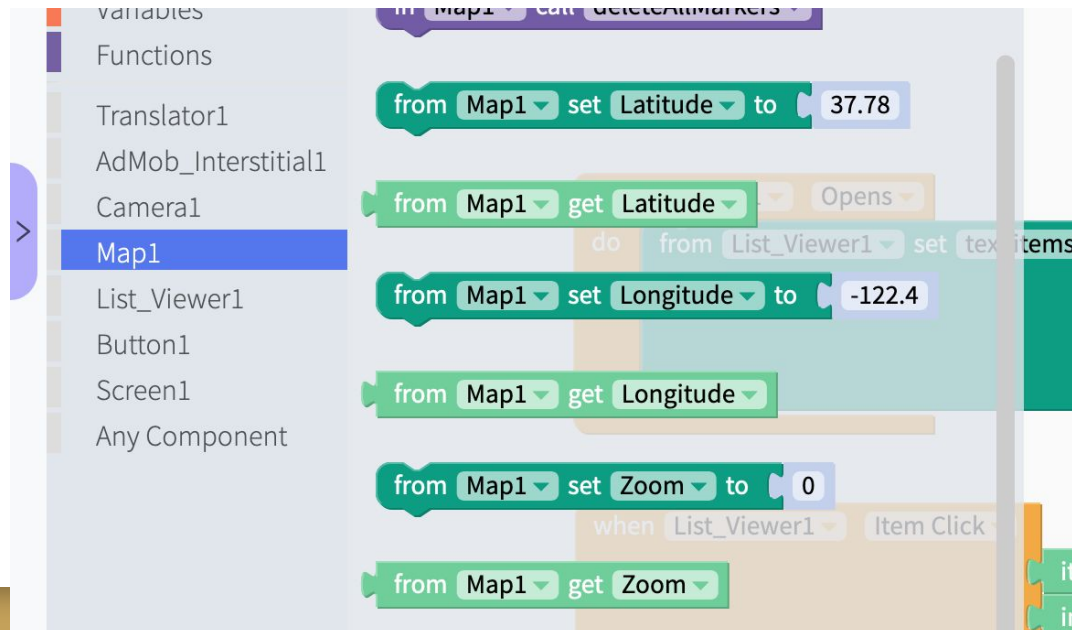 Variables
Functions
Translator1
AdMob_Interstitial1
Camera1
Map1
List_Viewer1
Button1
Screen1
Any Component
in Map1 call deleteAllMarkers
from Map1 set Latitude to 37.78
from Map1 get Latitude
from Map1 set Longitude to -122.4
from Map1 get Longitude
from Map1 set Zoom to 0
from Map1 get Zoom
Opens
do from List_Viewer1 set items
when List_Viewer1 Item Click